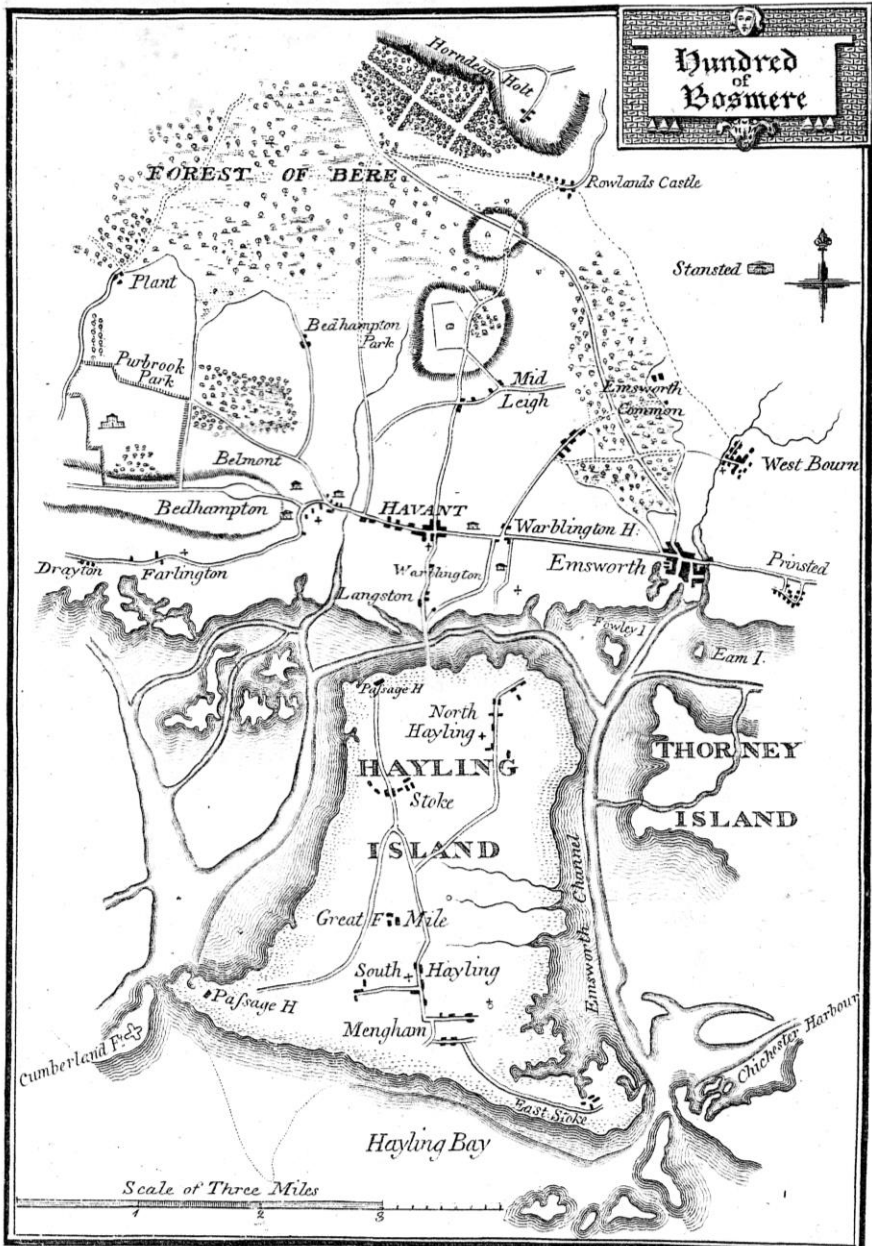 Hundred
of
Bosmere
Horndean
Holt
FOREST OF BERE
Rowlands Castle
Stansted
Plant
Bedhampton
Park
Purbrook
Park
Mid
Leigh
Emsworth
Common
Belmont
West Bourn
Bedhampton
HAVANT
Warblington H.
Emsworth
Prinsted
Drayton
Farlington
Warblington
Langston
Fowley I
Eam I.
Paſsage H
North
Hayling
HAYLING
Stoke
ISLAND
THORNEY
ISLAND
Great F Mile
South Hayling
Paſsage H
Mengham
Emsworth Channel
Cumberland Ft.
Chichester Harbour
East Stoke
Hayling Bay
Scale of Three Miles
1 2 3